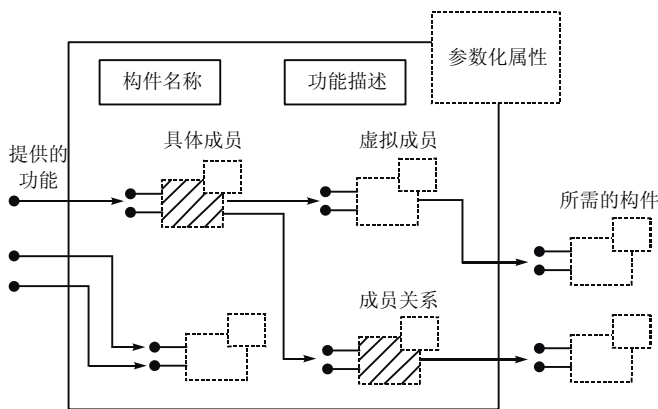 参数化属性
构件名称
功能描述
具体成员
虚拟成员
提供的
功能
所需的构件
成员关系